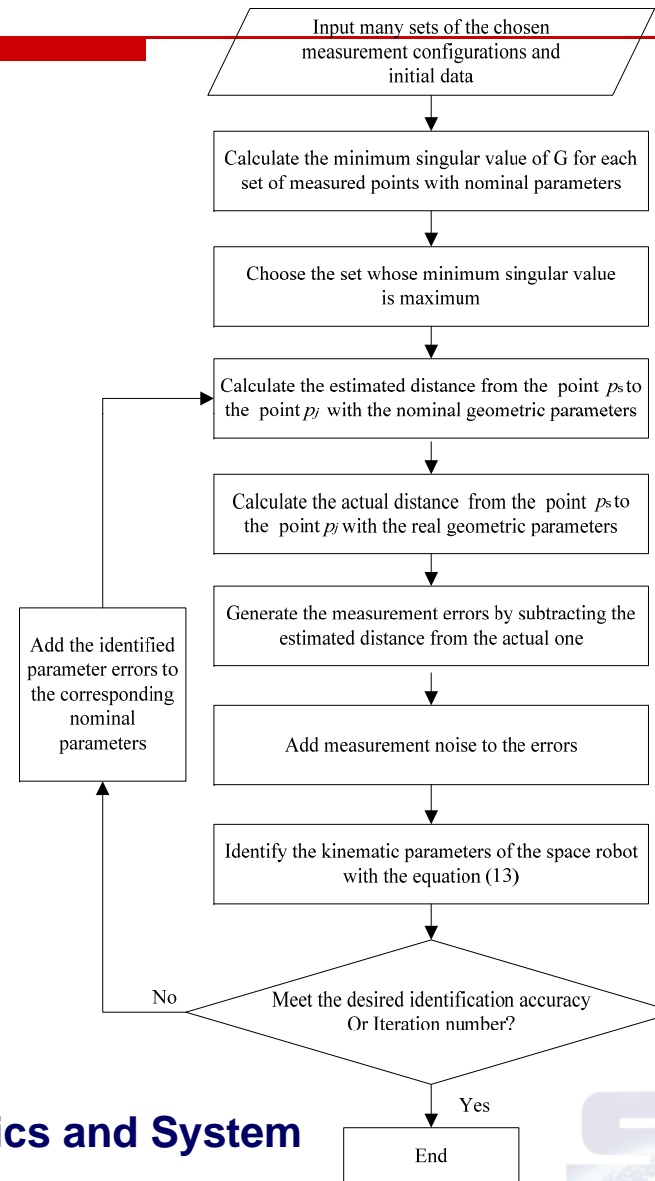 Input many sets of the chosen
measurement configurations and
initial data
Calculate the minimum singular value of G for each
set of measured points with nominal parameters
Choose the set whose minimum singular value
is maximum
Calculate the estimated distance from the point ps to
the point pj with the nominal geometric parameters
Calculate the actual distance from the point ps to
the point pj with the real geometric parameters
Generate the measurement errors by subtracting the
estimated distance from the actual one
Add the identified
parameter errors to
the corresponding
nominal
parameters
Add measurement noise to the errors
Identify the kinematic parameters of the space robot
with the equation (13)
No
Meet the desired identification accuracy
Or Iteration number?
Yes
ics and System
End